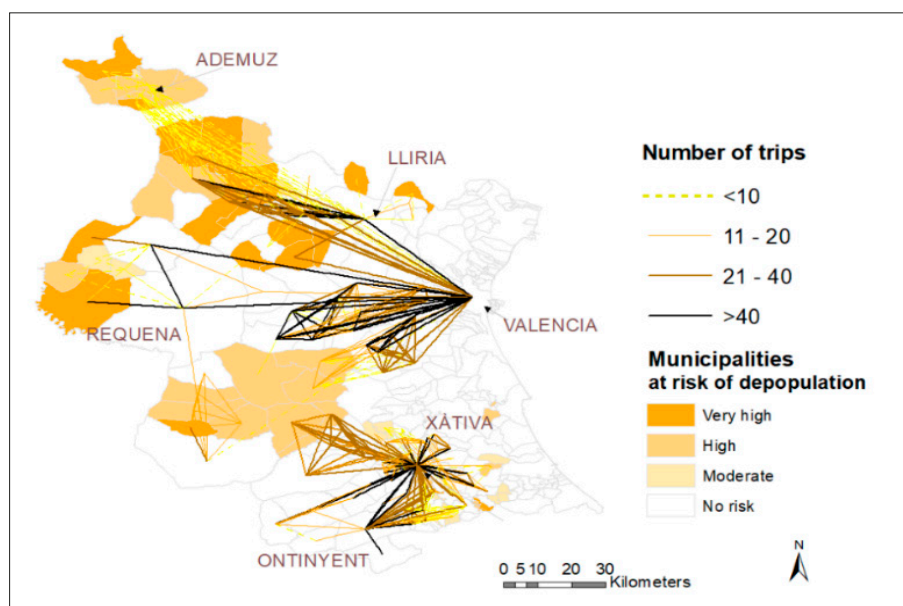 ADEMUZ
LLIRIA
REQUENA
VALENCIA
XÀTIVA
ONTINYENT
Number of trips
<10
11 - 20
21 - 40
>40
Municipalities
at risk of depopulation
Very high
High
Moderate
No risk
N
0 5 10 20 30
Kilometers